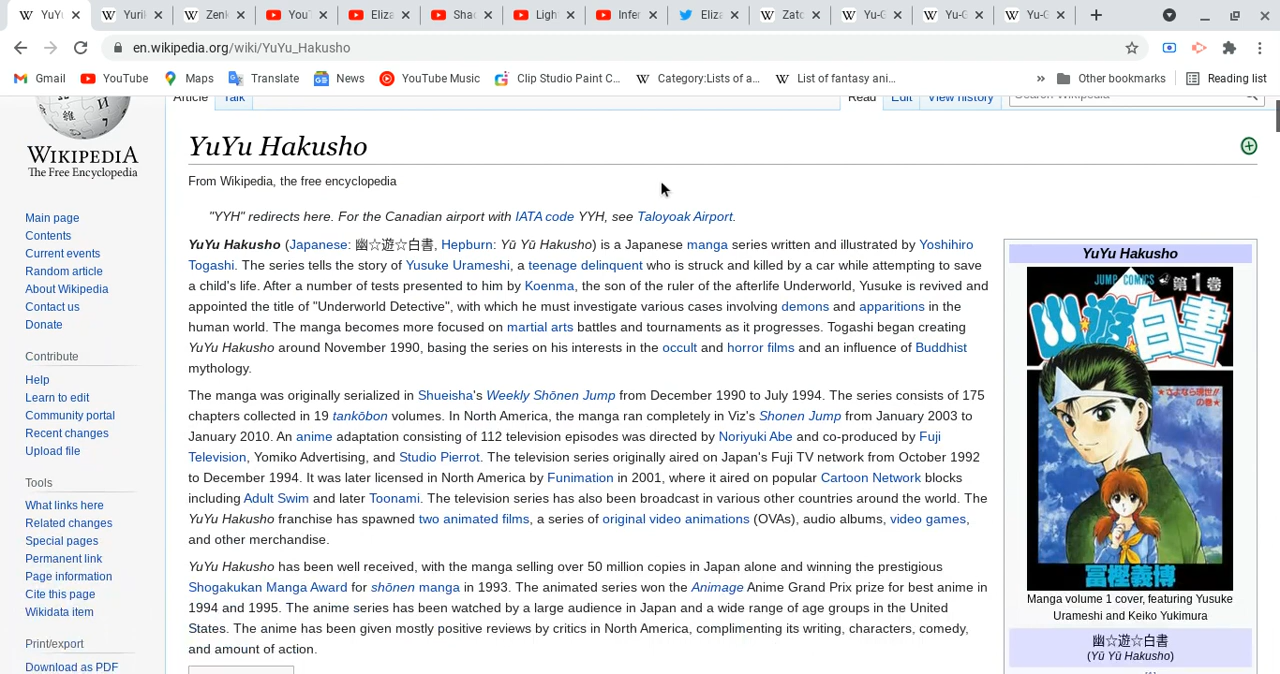 YuYu
Yurik
Zenk
YouT
Eliza
Shac
Ligh
Infer
Eliza
Zato
Yu-G
Yu-G
Yu-G
en.wikipedia.org/wiki/YuYu_Hakusho
Gmail YouTube Maps Translate News YouTube Music Clip Studio Paint C... Category:Lists of a... List of fantasy ani... » Other bookmarks Reading list
Article Talk Read Edit View history Search Wikipedia
WIKIPEDIA
The Free Encyclopedia
Main page
Contents
Current events
Random article
About Wikipedia
Contact us
Donate
Contribute
Help
Learn to edit
Community portal
Recent changes
Upload file
Tools
What links here
Related changes
Special pages
Permanent link
Page information
Cite this page
Wikidata item
Print/export
Download as PDF
YuYu Hakusho
From Wikipedia, the free encyclopedia
"YYH" redirects here. For the Canadian airport with IATA code YYH, see Taloyoak Airport.
YuYu Hakusho (Japanese: 幽☆遊☆白書, Hepburn: Yū Yū Hakusho) is a Japanese manga series written and illustrated by Yoshihiro
Togashi. The series tells the story of Yusuke Urameshi, a teenage delinquent who is struck and killed by a car while attempting to save
a child's life. After a number of tests presented to him by Koenma, the son of the ruler of the afterlife Underworld, Yusuke is revived and
appointed the title of "Underworld Detective", with which he must investigate various cases involving demons and apparitions in the
human world. The manga becomes more focused on martial arts battles and tournaments as it progresses. Togashi began creating
YuYu Hakusho around November 1990, basing the series on his interests in the occult and horror films and an influence of Buddhist
mythology.
The manga was originally serialized in Shueisha's Weekly Shōnen Jump from December 1990 to July 1994. The series consists of 175
chapters collected in 19 tankōbon volumes. In North America, the manga ran completely in Viz's Shonen Jump from January 2003 to
January 2010. An anime adaptation consisting of 112 television episodes was directed by Noriyuki Abe and co-produced by Fuji
Television, Yomiko Advertising, and Studio Pierrot. The television series originally aired on Japan's Fuji TV network from October 1992
to December 1994. It was later licensed in North America by Funimation in 2001, where it aired on popular Cartoon Network blocks
including Adult Swim and later Toonami. The television series has also been broadcast in various other countries around the world. The
YuYu Hakusho franchise has spawned two animated films, a series of original video animations (OVAs), audio albums, video games,
and other merchandise.
YuYu Hakusho has been well received, with the manga selling over 50 million copies in Japan alone and winning the prestigious
Shogakukan Manga Award for shōnen manga in 1993. The animated series won the Animage Anime Grand Prix prize for best anime in
1994 and 1995. The anime series has been watched by a large audience in Japan and a wide range of age groups in the United
States. The anime has been given mostly positive reviews by critics in North America, complimenting its writing, characters, comedy,
and amount of action.
YuYu Hakusho
JUMP COMICS 第1巻
幽遊白書
★さよなら現世!!
の巻★
冨樫義博
Manga volume 1 cover, featuring Yusuke
Urameshi and Keiko Yukimura
幽☆遊☆白書
(Yū Yū Hakusho)